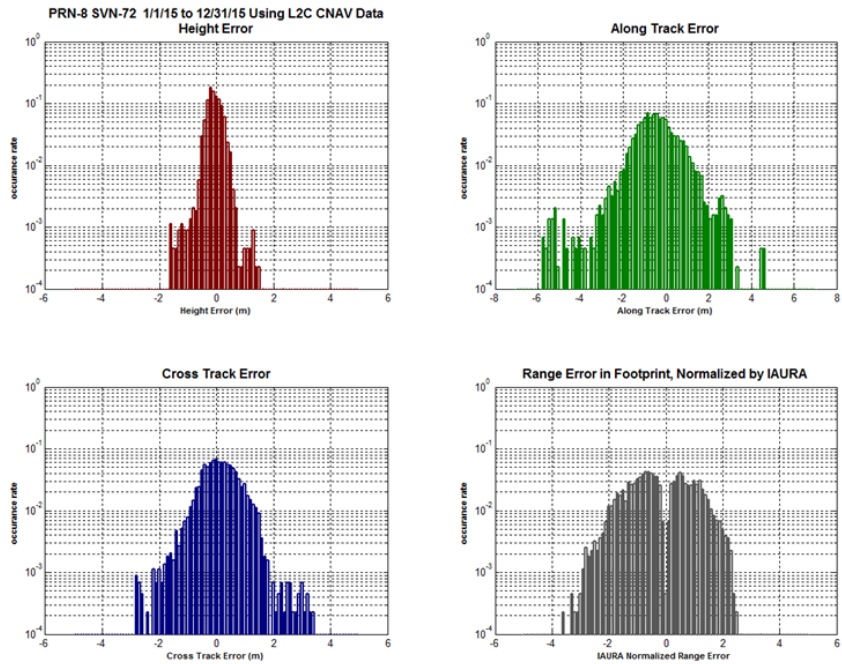 PRN-8 SVN-72 1/1/15 to 12/31/15 Using L2C CNAV Data
Height Error
10^0
10^-1
10^-2
10^-3
10^-4
occurance rate
-6 -4 -2 0 2 4 6
Height Error (m)
Along Track Error
10^0
10^-1
10^-2
10^-3
10^-4
occurance rate
-8 -6 -4 -2 0 2 4 6 8
Along Track Error (m)
Cross Track Error
10^0
10^-1
10^-2
10^-3
10^-4
occurance rate
-6 -4 -2 0 2 4 6
Cross Track Error (m)
Range Error in Footprint, Normalized by IAURA
10^0
10^-1
10^-2
10^-3
10^-4
occurance rate
-6 -4 -2 0 2 4 6
IAURA Normalized Range Error